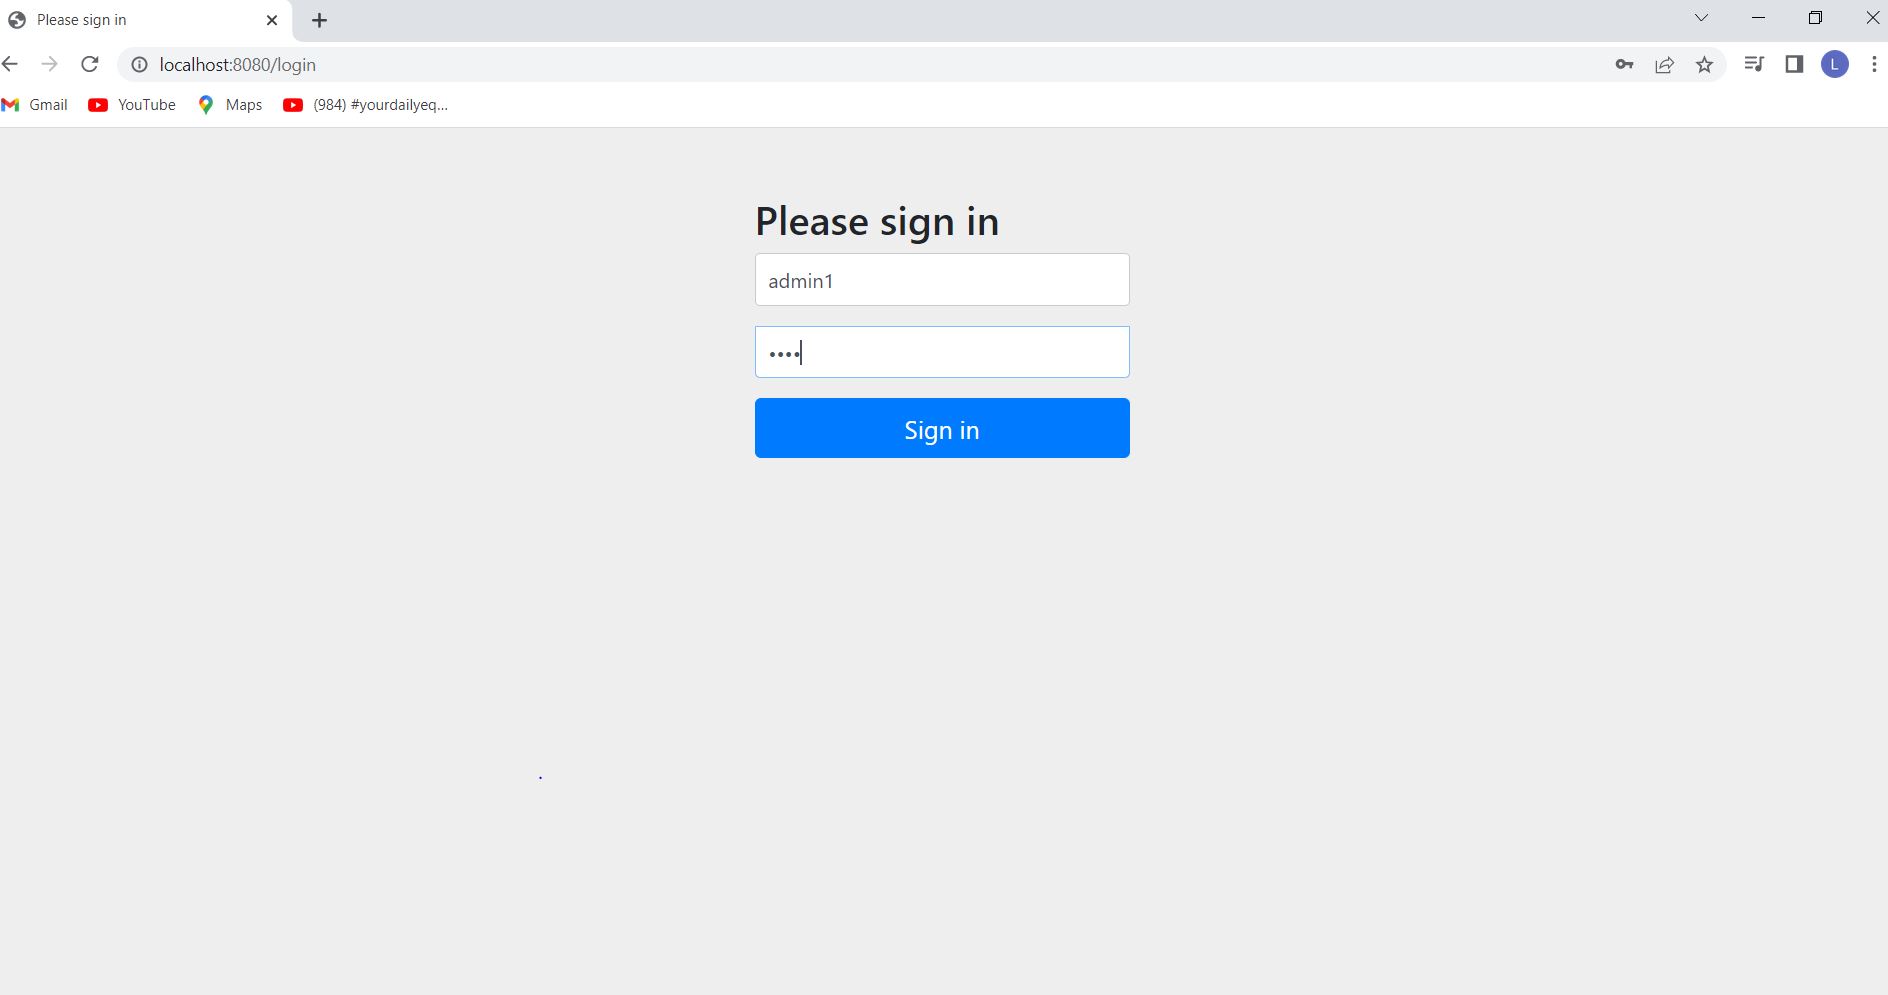 Please sign in
localhost:8080/login
L
Gmail YouTube Maps (984) #yourdailyeq...
Please sign in
admin1
••••
Sign in